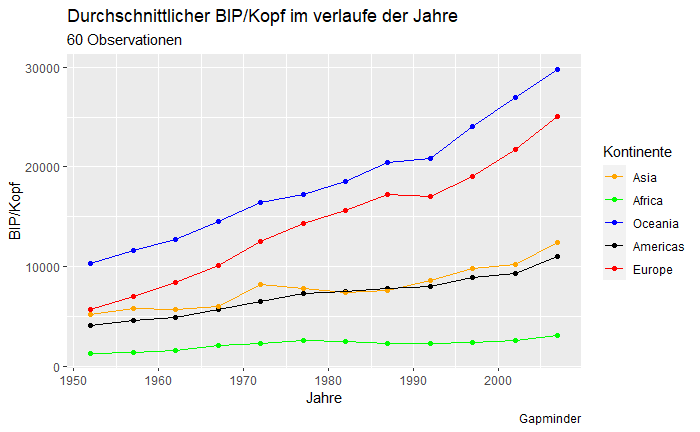 Durchschnittlicher BIP/Kopf im verlaufe der Jahre
60 Observationen
BIP/Kopf
30000
20000
10000
0
1950
1960
1970
1980
1990
2000
Jahre
Kontinente
Asia
Africa
Oceania
Americas
Europe
Gapminder